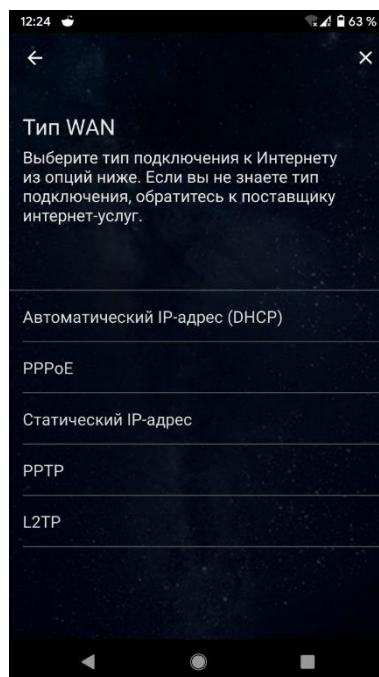 12:24 63 %
Тип WAN
Выберите тип подключения к Интернету
из опций ниже. Если вы не знаете тип
подключения, обратитесь к поставщику
интернет-услуг.
Автоматический IP-адрес (DHCP)
PPPoE
Статический IP-адрес
PPTP
L2TP